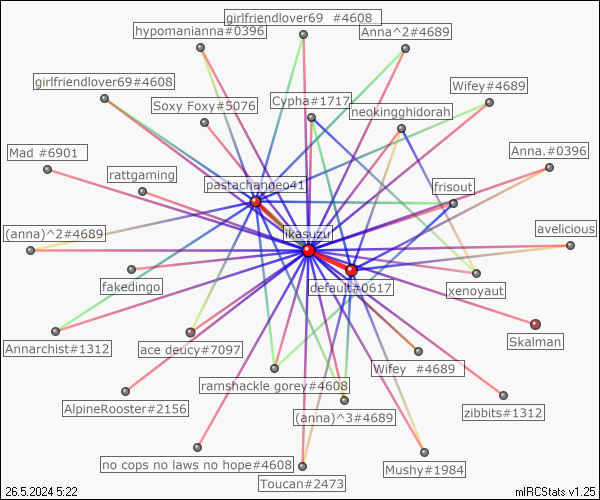 girlfriendlover69 #4608
hypomanianna#0396
Anna^2#4689
girlfriendlover69#4608
Wifey#4689
Soxy Foxy#5076
Cypha#1717
neokingghidorah
Mad #6901
Anna.#0396
rattgaming
pastachangeo41
frisout
(anna)^2#4689
likasuzu
avelicious
fakedingo
default#0617
xenoyaut
Annarchist#1312
ace deucy#7097
Skalman
Wifey #4689
ramshackle gorey#4608
AlpineRooster#2156
(anna)^3#4689
zibbits#1312
no cops no laws no hope#4608
Mushy#1984
Toucan#2473
26.5.2024 5:22
mIRCStats v1.25